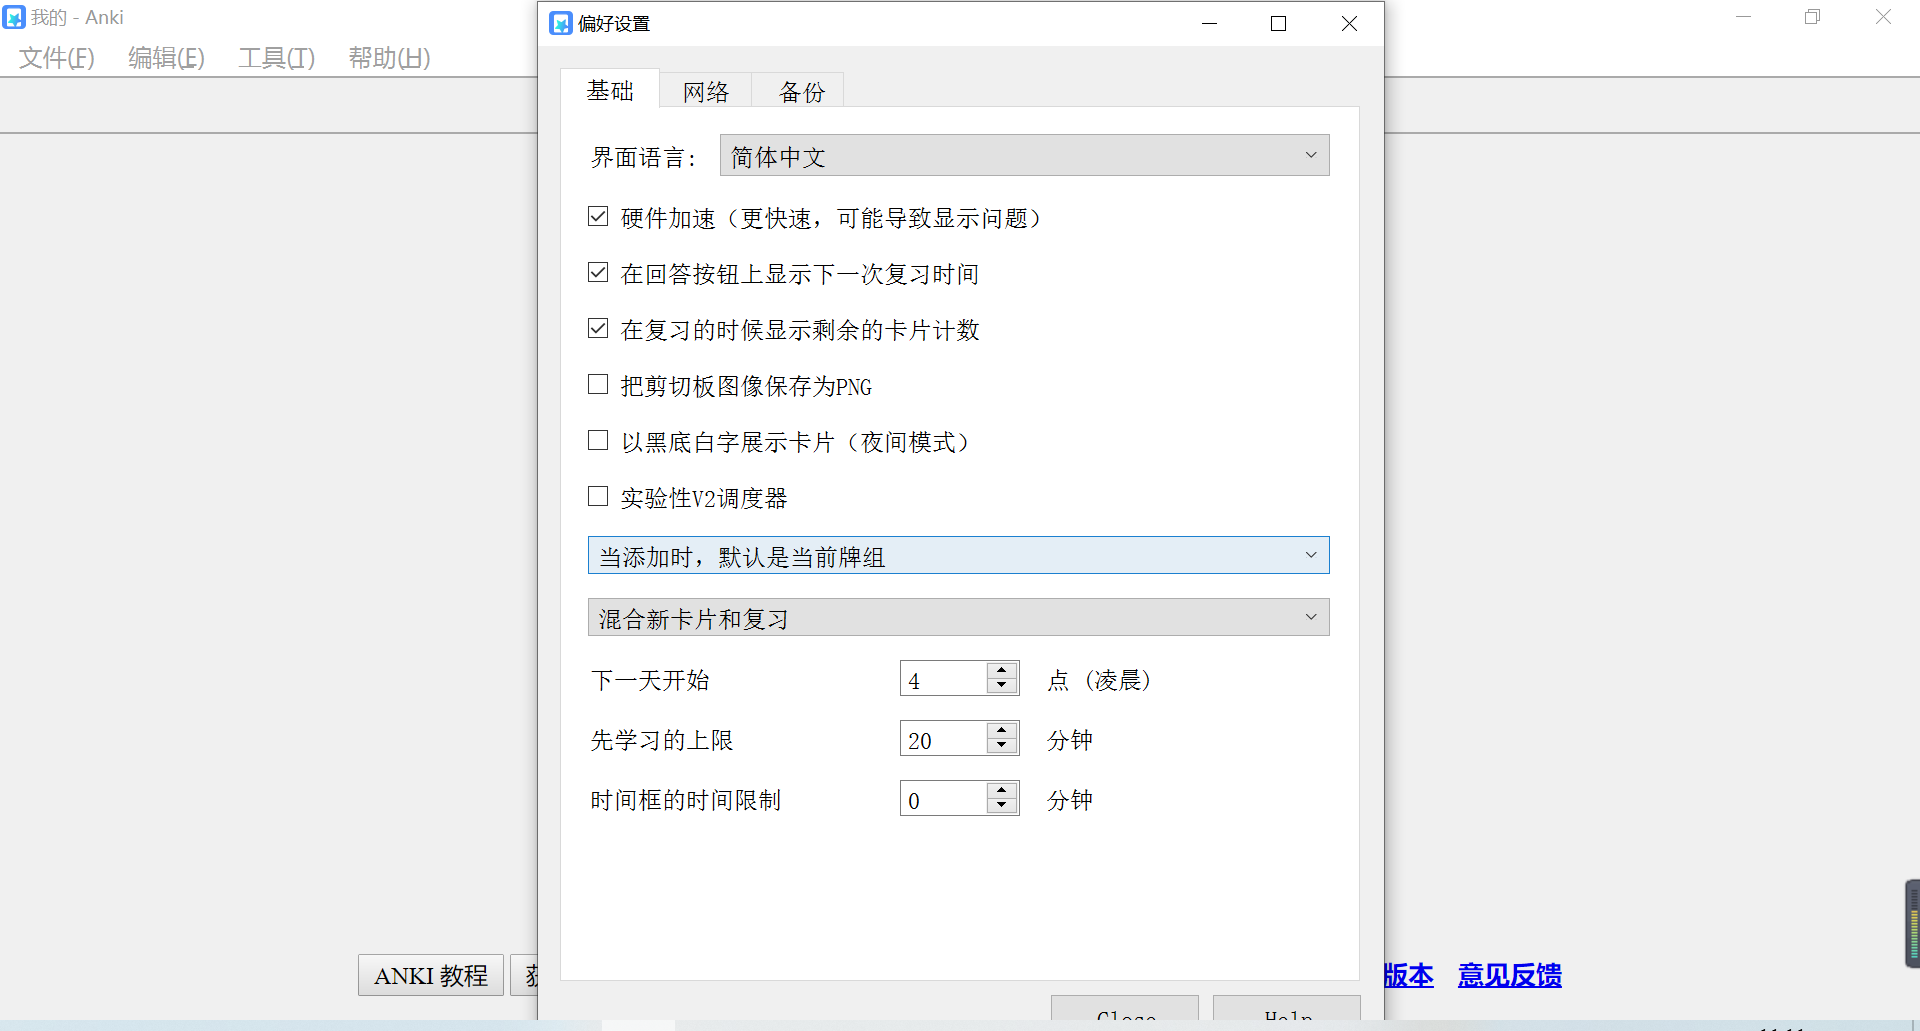 我的 - Anki
文件(F) 编辑(E) 工具(T) 帮助(H)
偏好设置
基础 网络 备份
界面语言: 简体中文
硬件加速（更快速，可能导致显示问题）
在回答按钮上显示下一次复习时间
在复习的时候显示剩余的卡片计数
把剪切板图像保存为PNG
以黑底白字展示卡片（夜间模式）
实验性V2调度器
当添加时，默认是当前牌组
混合新卡片和复习
下一天开始 4 点 (凌晨)
先学习的上限 20 分钟
时间框的时间限制 0 分钟
ANKI 教程
版本 意见反馈
Close Help